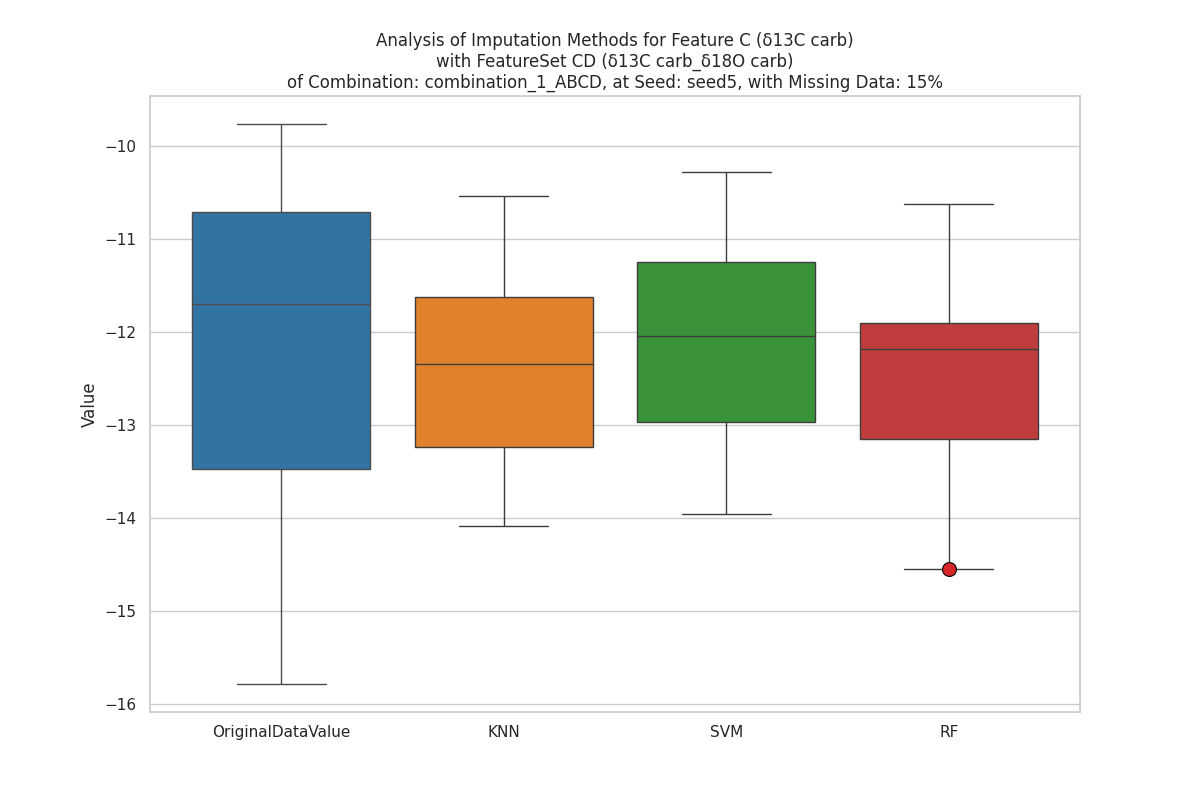 Analysis of Imputation Methods for Feature C (δ13C carb)
with FeatureSet CD (δ13C carb_δ18O carb)
of Combination: combination_1_ABCD, at Seed: seed5, with Missing Data: 15%
−10
−11
−12
−13
−14
−15
−16
Value
OriginalDataValue
KNN
SVM
RF